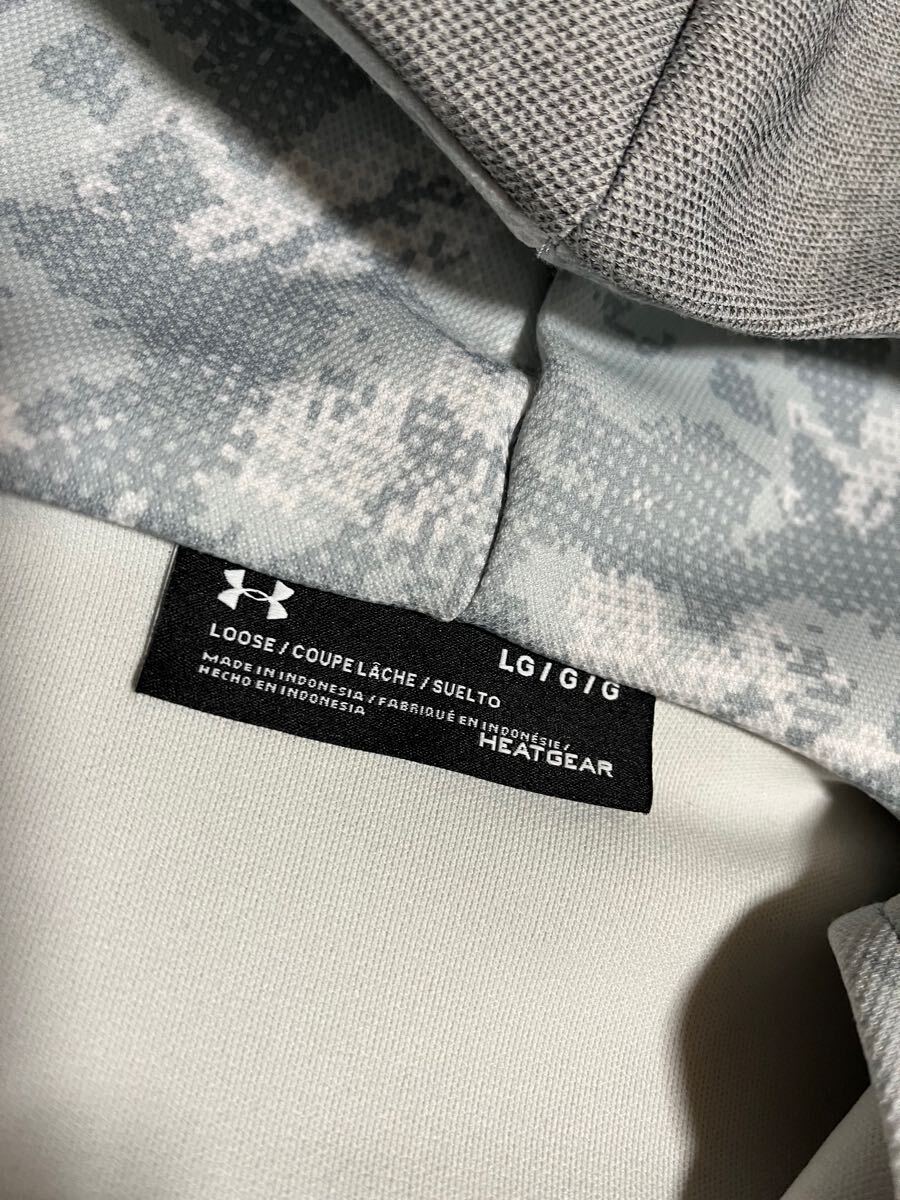 LOOSE / COUPE LÂCHE / SUELTO
LG / G / G
MADE IN INDONESIA / FABRIQUÉ EN INDONÉSIE /
HECHO EN INDONESIA
HEATGEAR